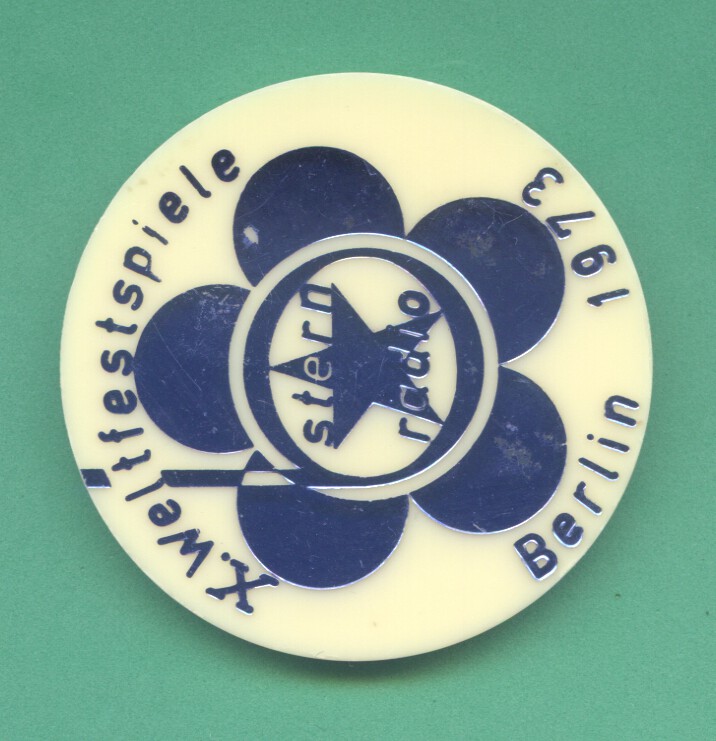 X. Weltfestspiele
stern
radio
Berlin
1973